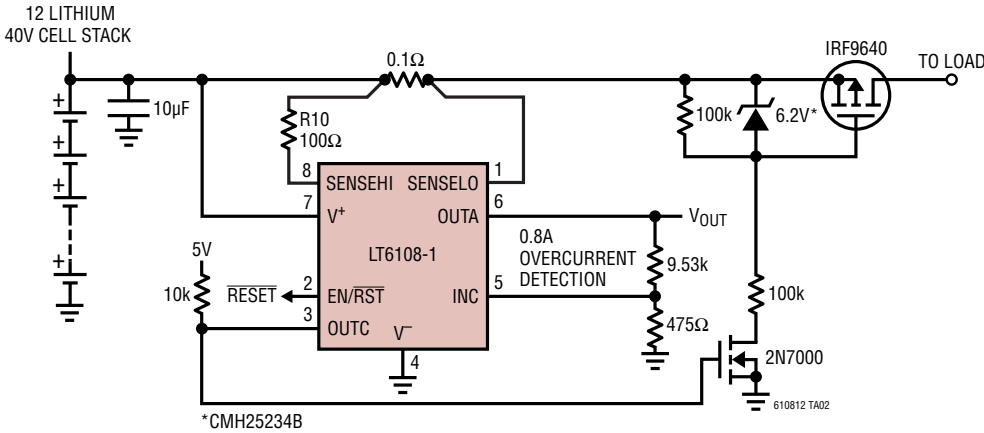 12 LITHIUM
40V CELL STACK
0.1Ω
IRF9640
TO LOAD
10µF
R10
100Ω
100k
6.2V*
8
SENSEHI
SENSELO
1
7
V+
OUTA
6
VOUT
LT6108-1
0.8A
OVERCURRENT
DETECTION
9.53k
5V
10k
RESET
2
EN/RST
INC
5
100k
3
OUTC
V–
475Ω
4
2N7000
610812 TA02
*CMH25234B